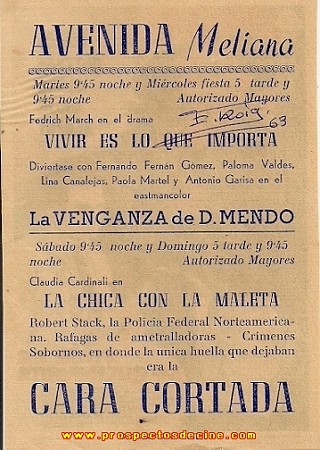 AVENIDA Meliana
Martes 9'45 noche y Miércoles fiesta 5 tarde y
9'45 noche Autorizado Mayores
Fedrich March en el drama
VIVIR ES LO QUE IMPORTA
63
Diviertase con Fernando Fernán Gómez, Paloma Valdes,
Lina Canalejas, Paola Martel y Antonio Garisa en el
eastmancolor
La VENGANZA de D. MENDO
Sábado 9'45 noche y Domingo 5 tarde y 9'45
noche Autorizado Mayores
Claudia Cardinali en
LA CHICA CON LA MALETA
Robert Stack, la Policia Federal Norteamerica-
na. Rafagas de ametralladoras - Crimenes
Sobornos, en donde la unica huella que dejaban
era la
CARA CORTADA
www.prospectosdecine.com